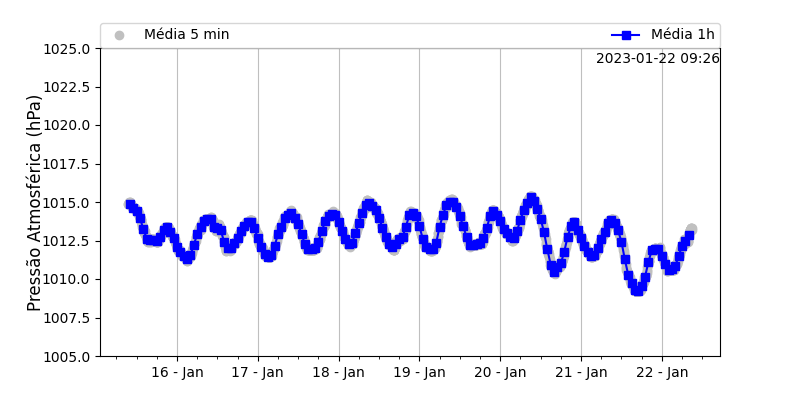 Média 5 min
Média 1h
2023-01-22 09:26
Pressão Atmosférica (hPa)
1025.0
1022.5
1020.0
1017.5
1015.0
1012.5
1010.0
1007.5
1005.0
16 - Jan
17 - Jan
18 - Jan
19 - Jan
20 - Jan
21 - Jan
22 - Jan